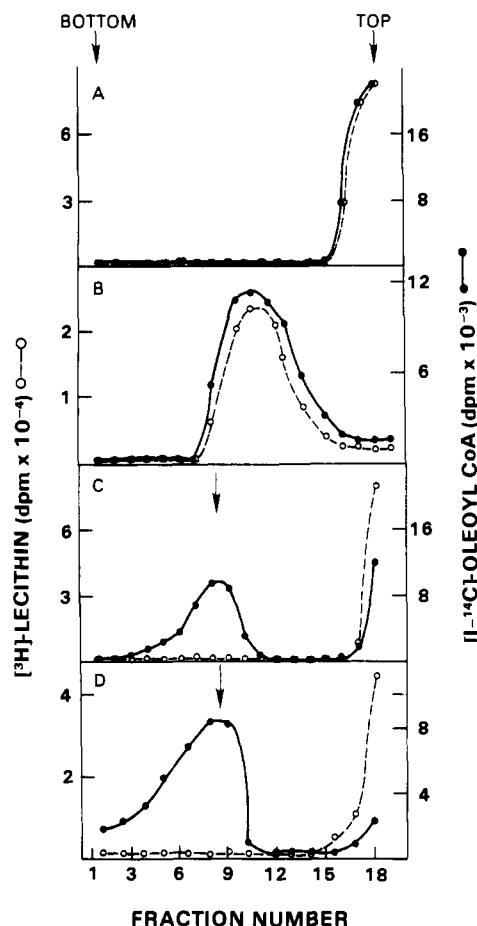 BOTTOM TOP
A
6
3
16
8
B
2
1
12
6
C
6
3
16
8
D
4
2
8
4
1 3 6 9 12 15 18
FRACTION NUMBER
[³H]-LECITHIN (dpm x 10⁻⁴) o---o
[I-¹⁴C]-OLEOYL CoA (dpm x 10⁻³)